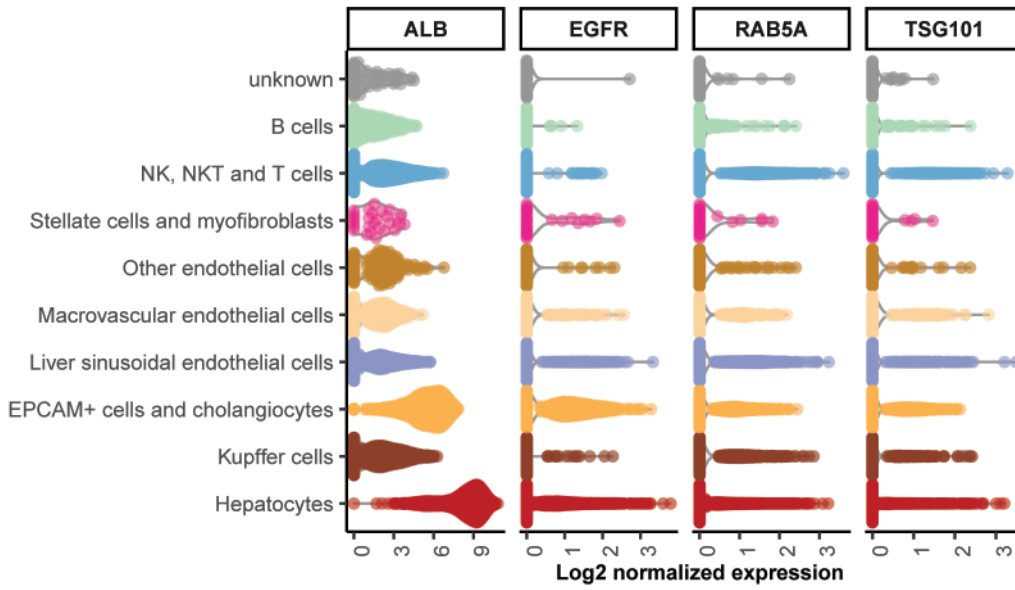 ALB EGFR RAB5A TSG101
unknown
B cells
NK, NKT and T cells
Stellate cells and myofibroblasts
Other endothelial cells
Macrovascular endothelial cells
Liver sinusoidal endothelial cells
EPCAM+ cells and cholangiocytes
Kupffer cells
Hepatocytes
0 3 6 9 0 1 2 3 0 1 2 3 0 1 2 3
Log2 normalized expression